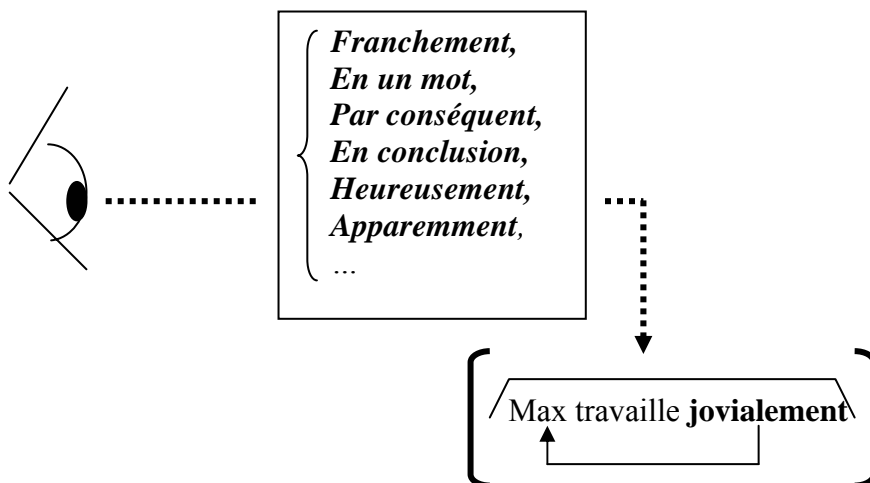 Franchement,
En un mot,
Par conséquent,
En conclusion,
Heureusement,
Apparemment,
…
Max travaille jovialement